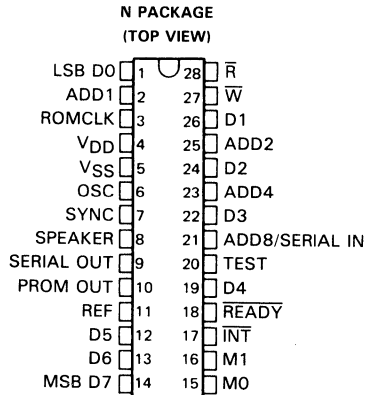 N PACKAGE
(TOP VIEW)
LSB D0 1 28 R̅
ADD1 2 27 W̅
ROMCLK 3 26 D1
VDD 4 25 ADD2
VSS 5 24 D2
OSC 6 23 ADD4
SYNC 7 22 D3
SPEAKER 8 21 ADD8/SERIAL IN
SERIAL OUT 9 20 TEST
PROM OUT 10 19 D4
REF 11 18 R̅E̅A̅D̅Y̅
D5 12 17 I̅N̅T̅
D6 13 16 M1
MSB D7 14 15 M0